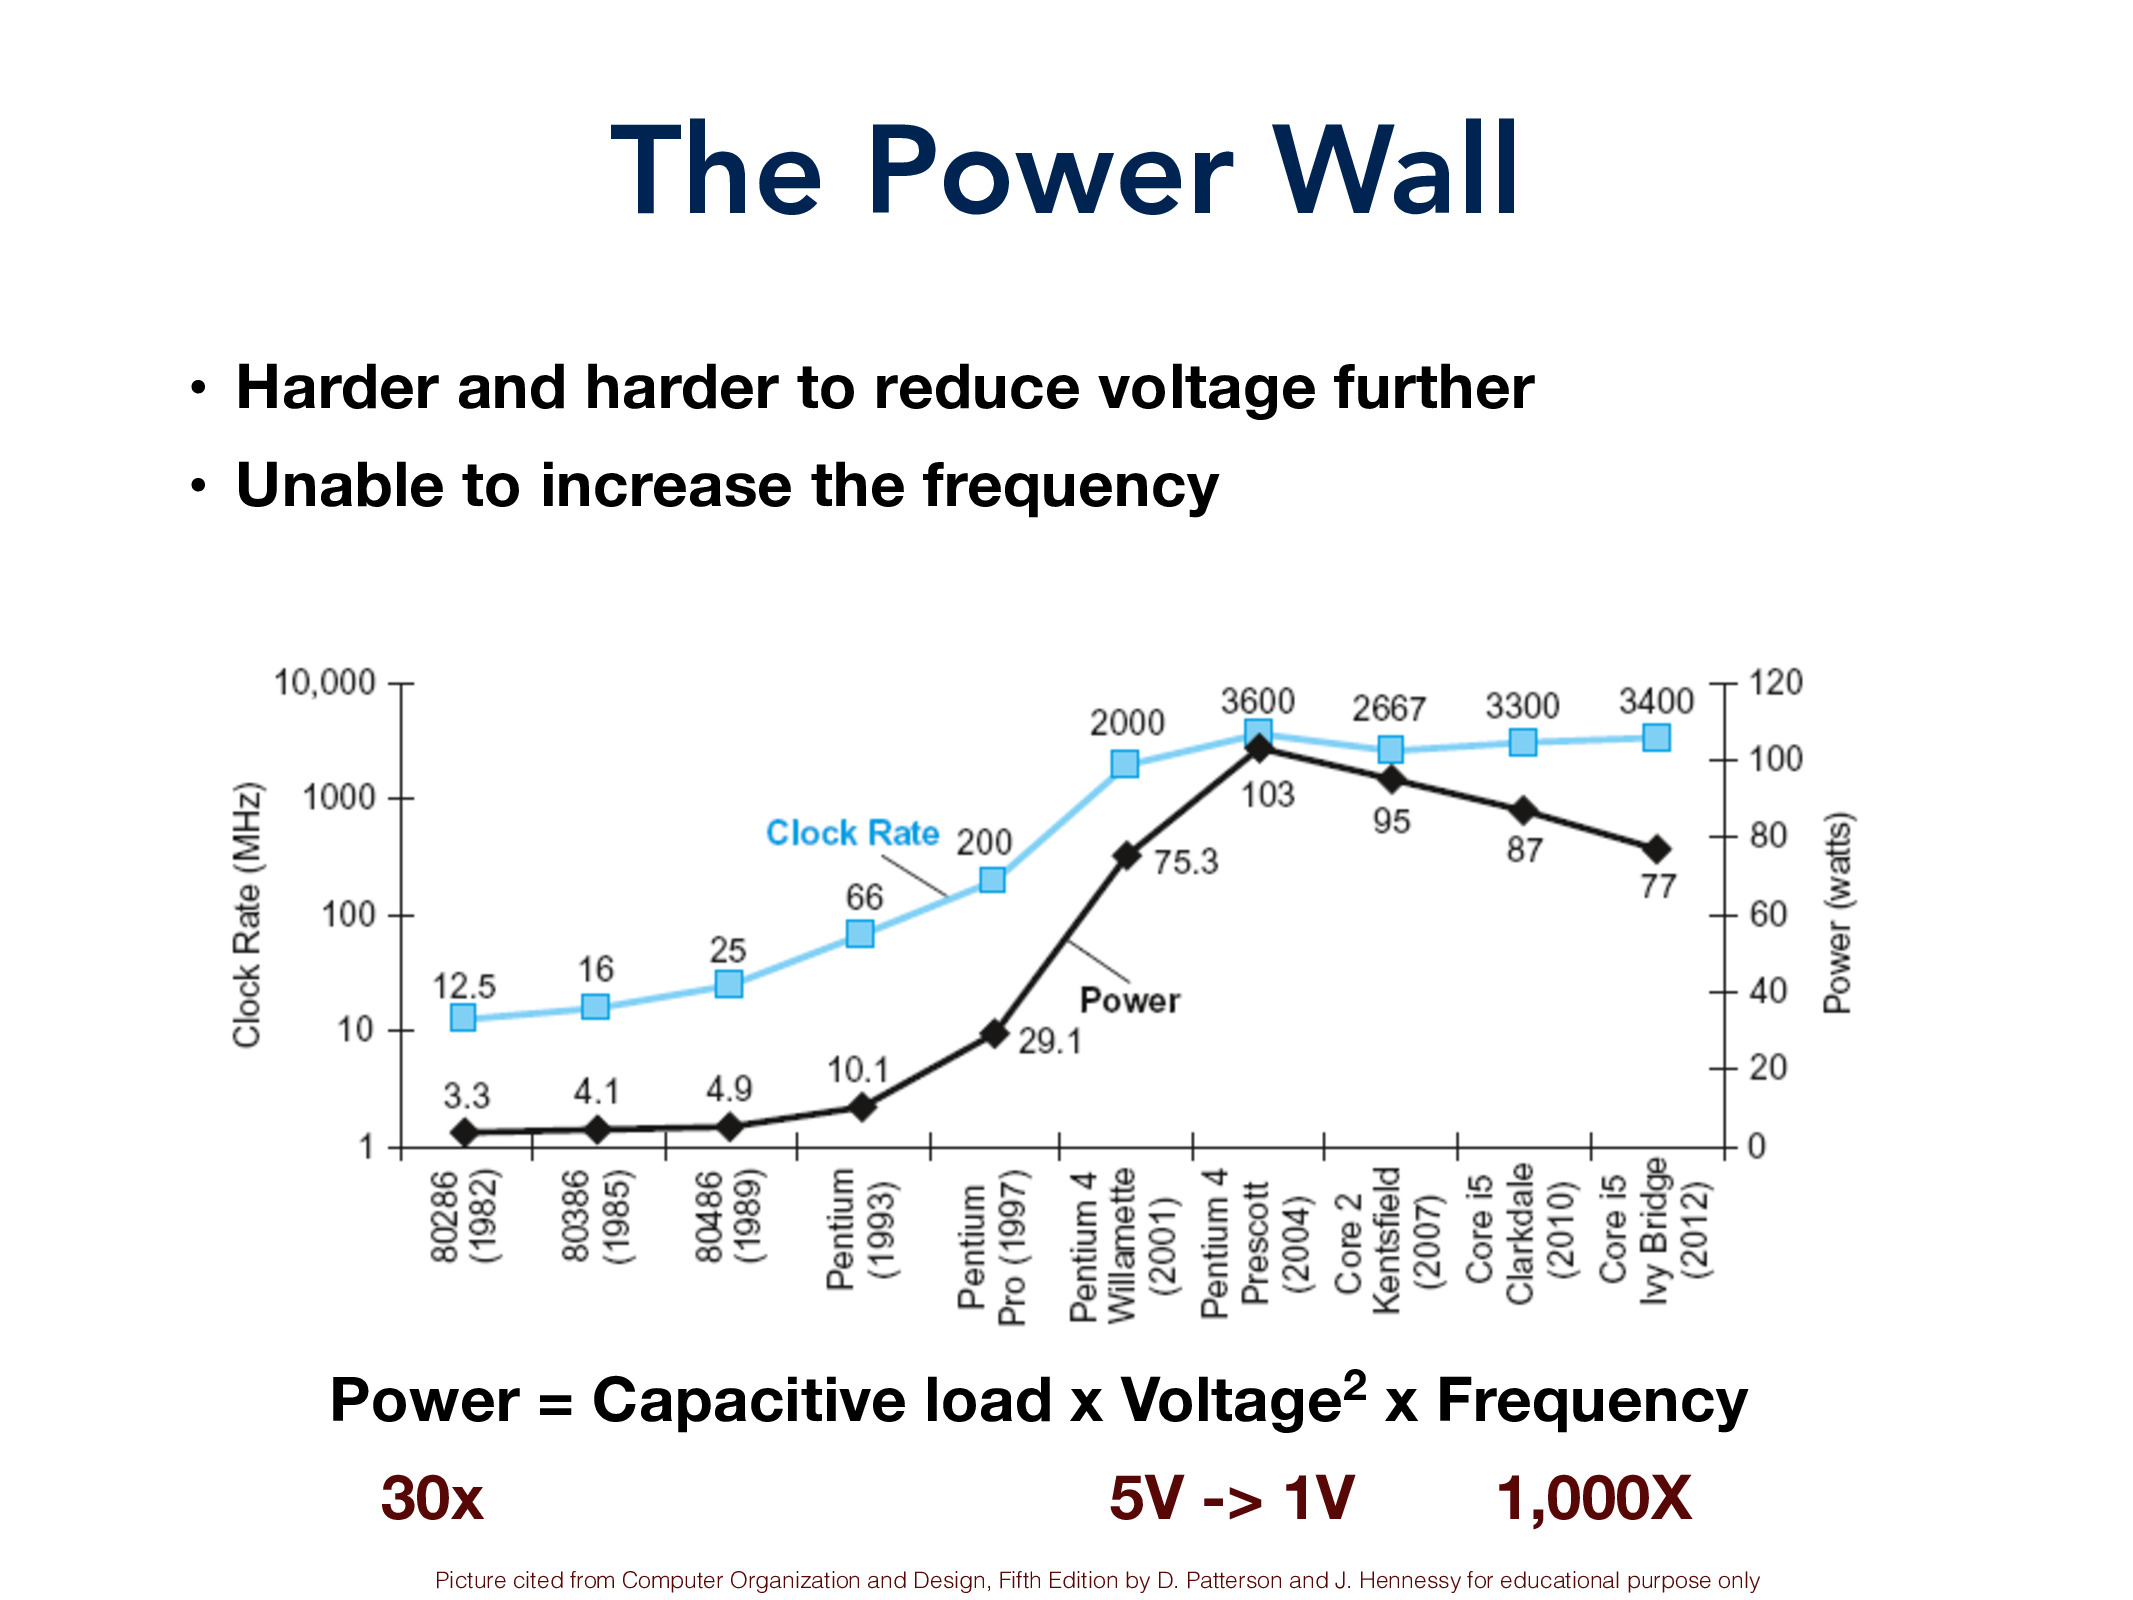 The Power Wall
• Harder and harder to reduce voltage further
• Unable to increase the frequency
10,000
1000
100
10
1
Clock Rate (MHz)
120
100
80
60
40
20
0
Power (watts)
12.5
16
25
66
200
2000
3600
2667
3300
3400
Clock Rate
3.3
4.1
4.9
10.1
29.1
75.3
103
95
87
77
Power
80286
(1982)
80386
(1985)
80486
(1989)
Pentium
(1993)
Pentium
Pro (1997)
Pentium 4
Willamette
(2001)
Pentium 4
Prescott
(2004)
Core 2
Kentsfield
(2007)
Core i5
Clarkdale
(2010)
Core i5
Ivy Bridge
(2012)
Power = Capacitive load x Voltage² x Frequency
30x 5V -> 1V 1,000X
Picture cited from Computer Organization and Design, Fifth Edition by D. Patterson and J. Hennessy for educational purpose only